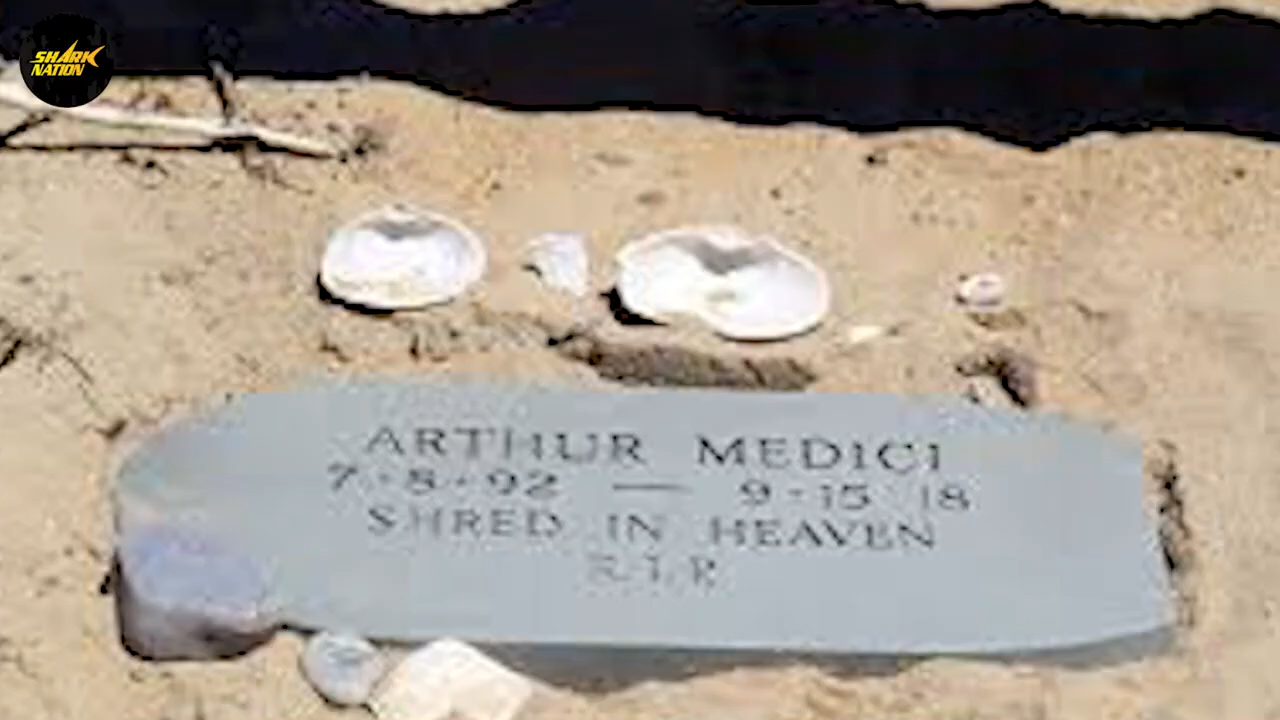 SHARK
NATION
ARTHUR MEDICI
7-8-92 — 9-15 18
SHRED IN HEAVEN
R.I.P